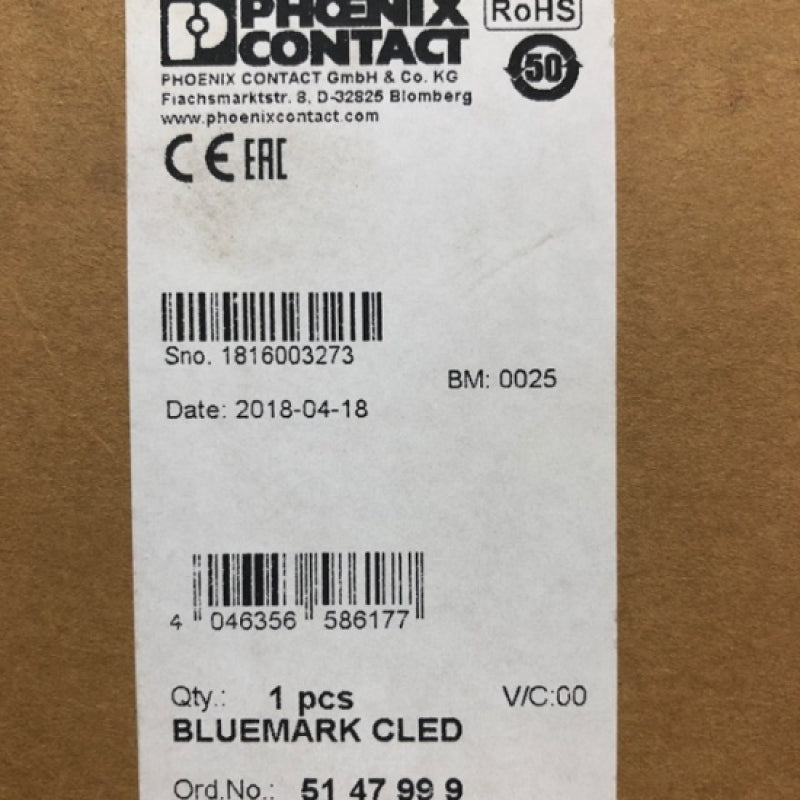 PHOENIX
CONTACT
RoHS
50
PHOENIX CONTACT GmbH & Co. KG
Flachsmarktstr. 8, D-32825 Blomberg
www.phoenixcontact.com
CE EAC
Sno. 1816003273
BM: 0025
Date: 2018-04-18
4 046356 586177
Qty.: 1 pcs V/C:00
BLUEMARK CLED
Ord.No.: 51 47 99 9